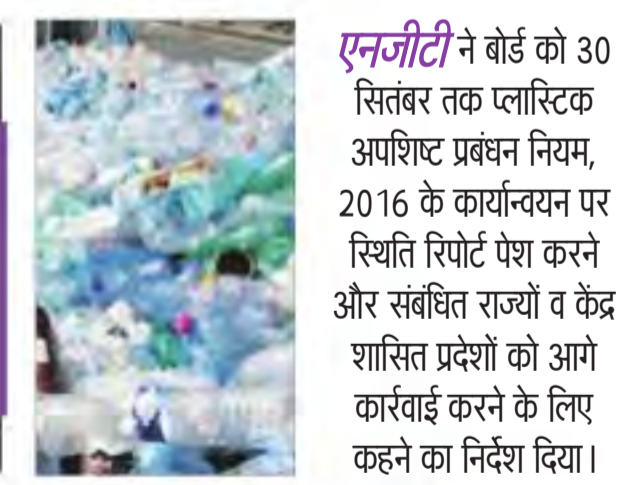 एनजीटी ने बोर्ड को 30
सितंबर तक प्लास्टिक
अपशिष्ट प्रबंधन नियम,
2016 के कार्यान्वयन पर
स्थिति रिपोर्ट पेश करने
और संबंधित राज्यों व केंद्र
शासित प्रदेशों को आगे
कार्रवाई करने के लिए
कहने का निर्देश दिया।